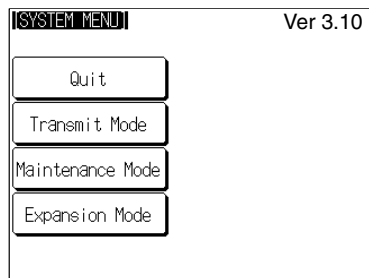 [SYSTEM MENU]
Ver 3.10
Quit
Transmit Mode
Maintenance Mode
Expansion Mode